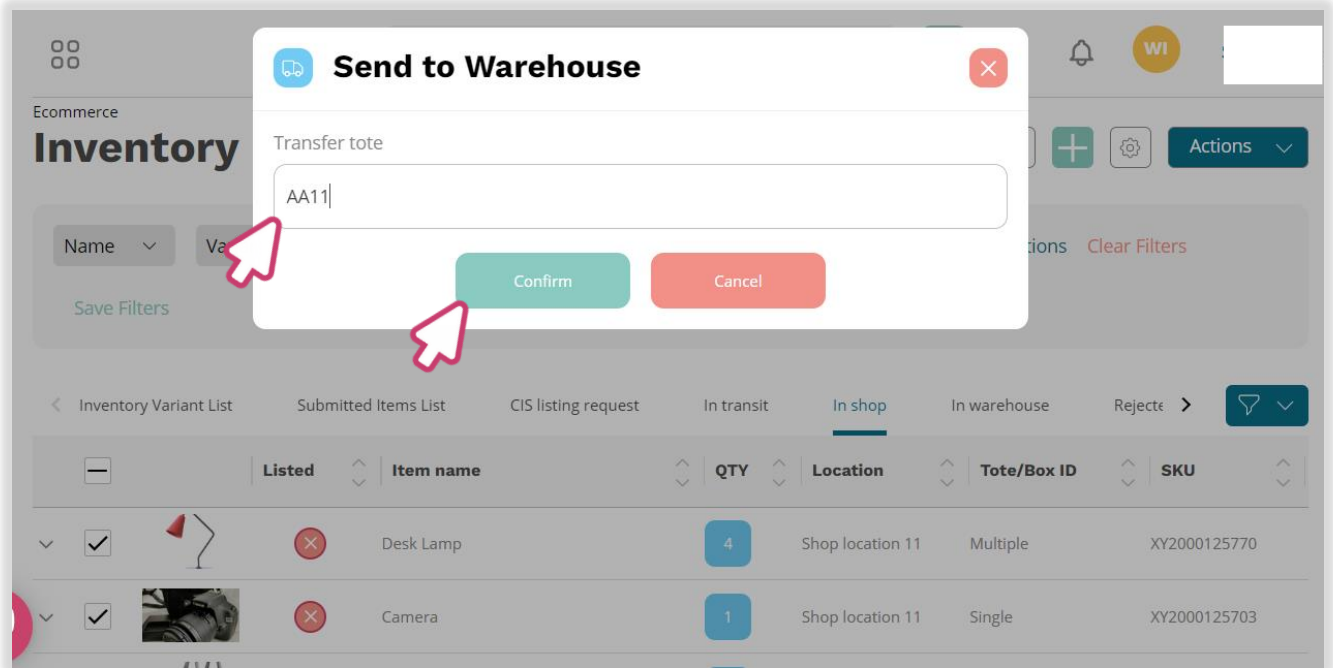 Send to Warehouse
WI
Ecommerce
Inventory
Transfer tote
Actions
AA11
Name
Clear Filters
Confirm
Cancel
Save Filters
Inventory Variant List
Submitted Items List
CIS listing request
In transit
In shop
In warehouse
Listed
Item name
QTY
Location
Tote/Box ID
SKU
Desk Lamp
4
Shop location 11
Multiple
XY2000125770
Camera
1
Shop location 11
Single
XY2000125703